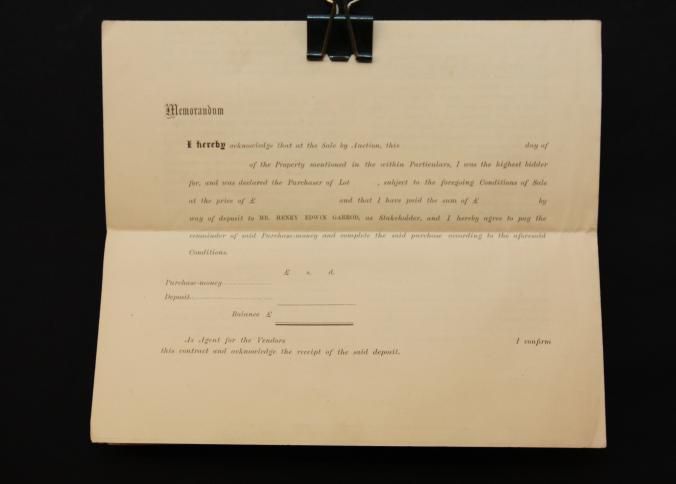 Memorandum
I hereby acknowledge that at the Sale by Auction, this day of
of the Property mentioned in the within Particulars, I was the highest bidder
for, and was declared the Purchaser of Lot , subject to the foregoing Conditions of Sale
at the price of £ and that I have paid the sum of £ by
way of deposit to MR. HENRY EDWIN GARROD, as Stakeholder, and I hereby agree to pay the
remainder of said Purchase-money and complete the said purchase according to the aforesaid
Conditions.
£ s. d.
Purchase-money
Deposit
Balance £
As Agent for the Vendors I confirm
this contract and acknowledge the receipt of the said deposit.